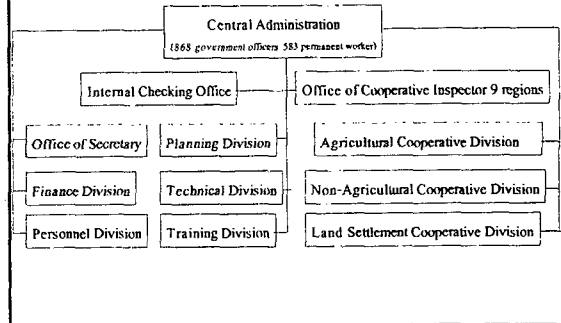 Central Administration
(868 government officers 583 permanent worker)
Internal Checking Office
Office of Cooperative Inspector 9 regions
Office of Secretary
Planning Division
Agricultural Cooperative Division
Finance Division
Technical Division
Non-Agricultural Cooperative Division
Personnel Division
Training Division
Land Settlement Cooperative Division